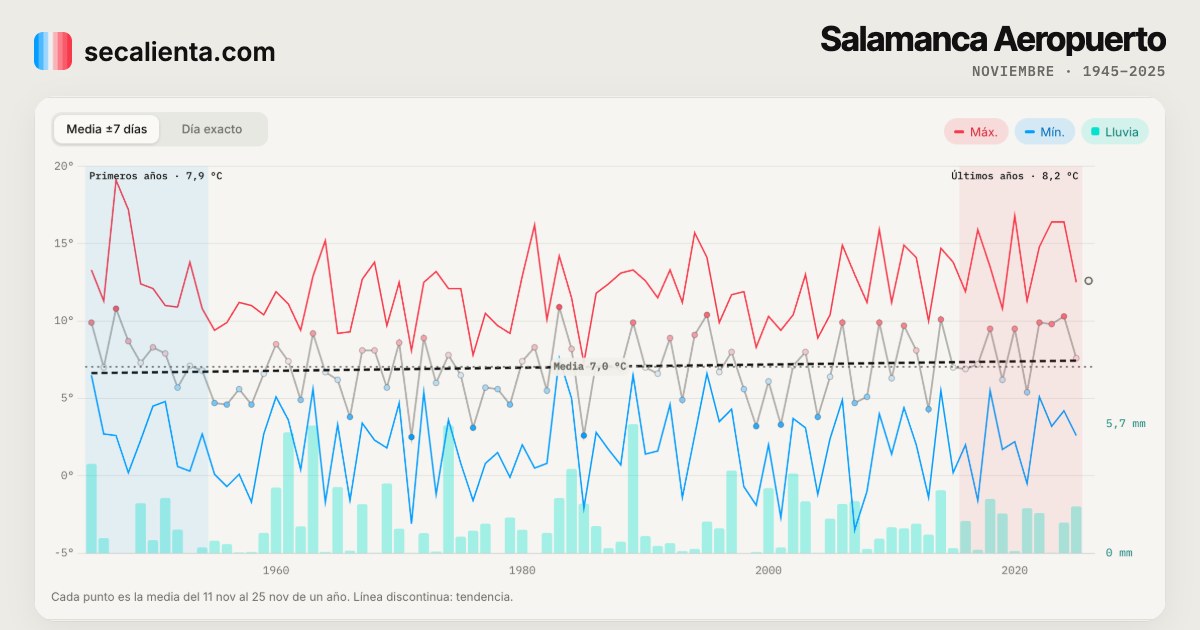 secalienta.com
Salamanca Aeropuerto
NOVIEMBRE · 1945–2025
Media ±7 días
Día exacto
Máx.
Mín.
Lluvia
20°
Primeros años · 7,9 ºC
Últimos años · 8,2 ºC
15°
10°
Media 7,0 ºC
5°
5,7 mm
0°
-5°
0 mm
1960
1980
2000
2020
Cada punto es la media del 11 nov al 25 nov de un año. Línea discontinua: tendencia.